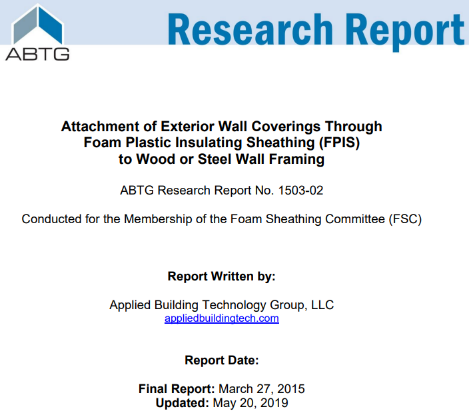 ABTG
Research Report
Attachment of Exterior Wall Coverings Through
Foam Plastic Insulating Sheathing (FPIS)
to Wood or Steel Wall Framing
ABTG Research Report No. 1503-02
Conducted for the Membership of the Foam Sheathing Committee (FSC)
Report Written by:
Applied Building Technology Group, LLC
appliedbuildingtech.com
Report Date:
Final Report: March 27, 2015
Updated: May 20, 2019